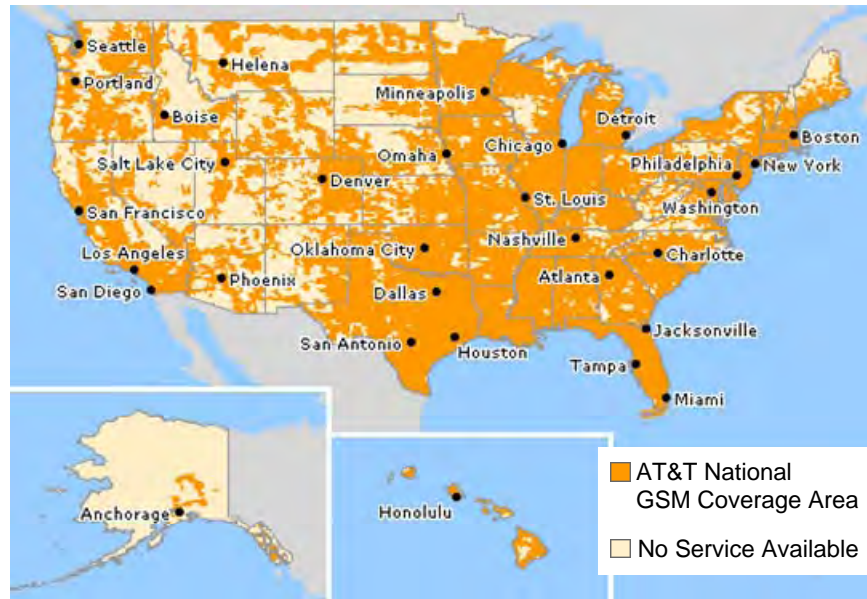 Seattle
Helena
Portland
Minneapolis
Boise
Detroit
Boston
Salt Lake City
Omaha
Chicago
Philadelphia
New York
Denver
St. Louis
Washington
San Francisco
Nashville
Los Angeles
Oklahoma City
Charlotte
Phoenix
Atlanta
San Diego
Dallas
Jacksonville
San Antonio
Houston
Tampa
Miami
Anchorage
Honolulu
AT&T National
GSM Coverage Area
No Service Available